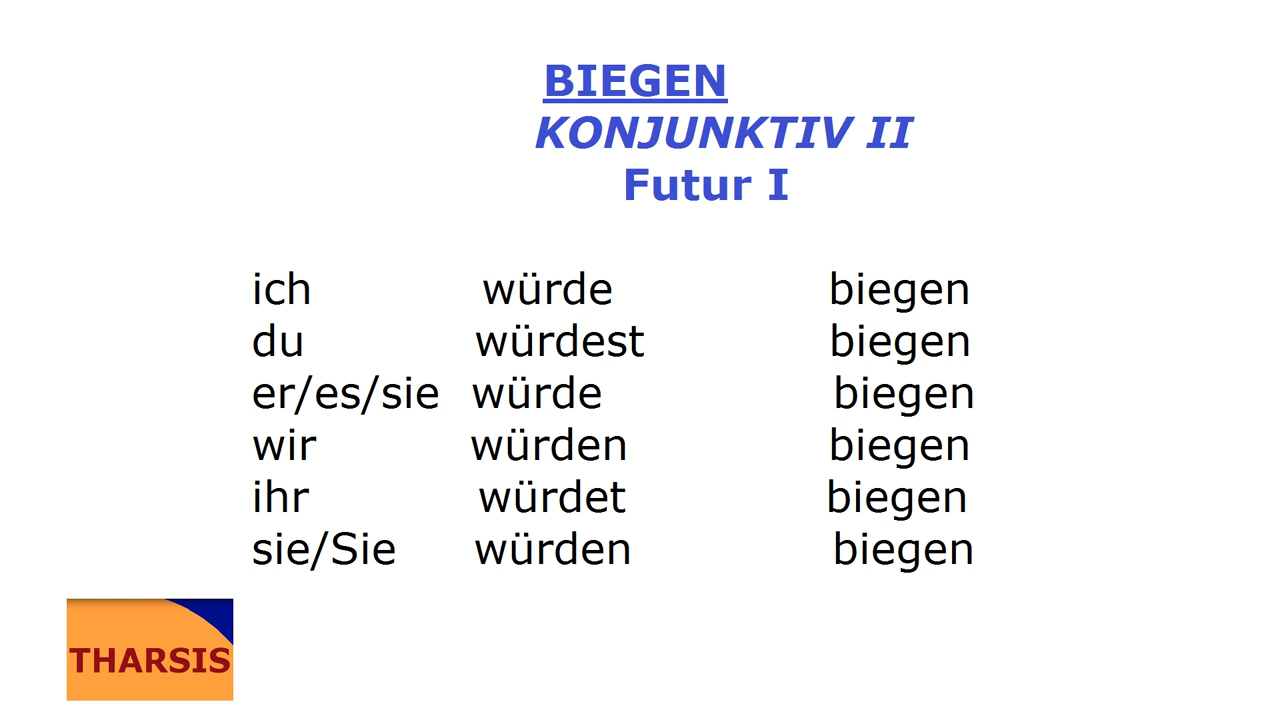 BIEGEN
KONJUNKTIV II
Futur I
ich würde biegen
du würdest biegen
er/es/sie würde biegen
wir würden biegen
ihr würdet biegen
sie/Sie würden biegen
THARSIS